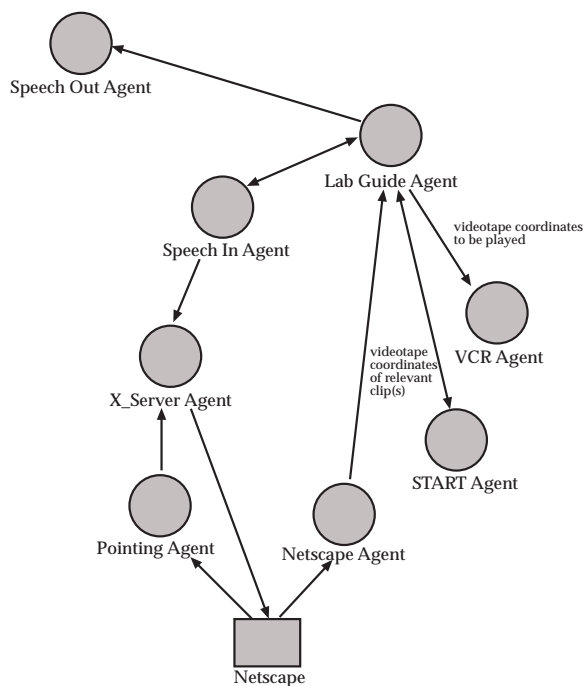 Speech Out Agent
Lab Guide Agent
videotape coordinates
to be played
Speech In Agent
VCR Agent
videotape
coordinates
of relevant
clip(s)
X_Server Agent
START Agent
Pointing Agent
Netscape Agent
Netscape